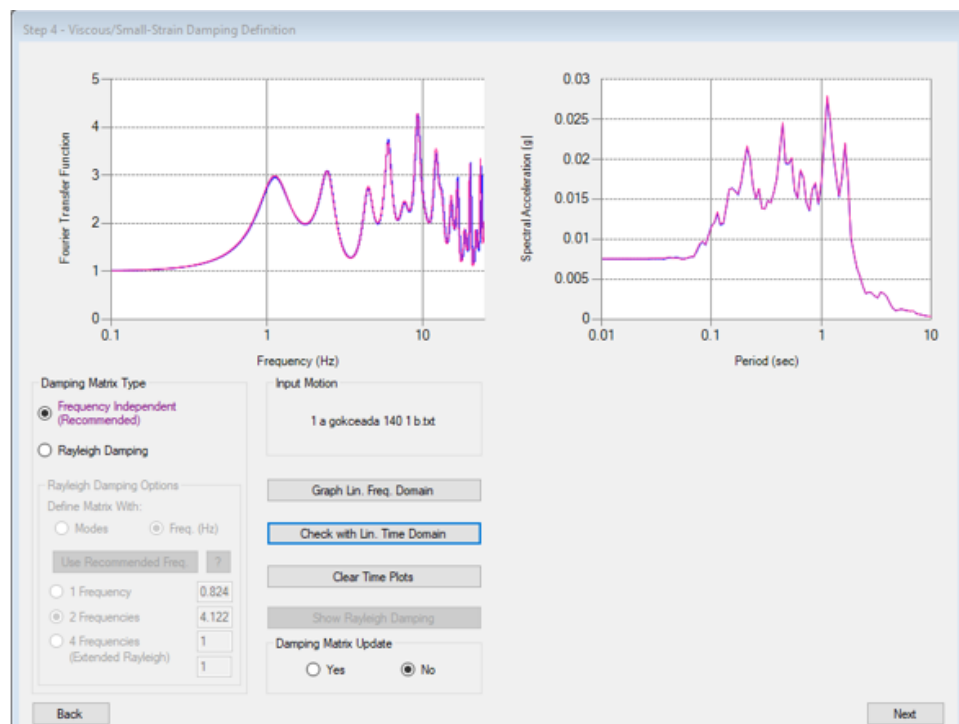 Step 4 - Viscous/Small-Strain Damping Definition
5
4
3
2
1
0
Fourier Transfer Function
0.1
1
10
Frequency (Hz)
0.03
0.025
0.02
0.015
0.01
0.005
0
Spectral Acceleration [g]
0.01
0.1
1
10
Period (sec)
Damping Matrix Type
Frequency Independent
(Recommended)
Rayleigh Damping
Rayleigh Damping Options
Define Matrix With:
Modes
Freq. (Hz)
Use Recommended Freq.
?
1 Frequency
0.824
2 Frequencies
4.122
4 Frequencies
(Extended Rayleigh)
1
1
Input Motion
1 a gokceada 140 1 b.txt
Graph Lin. Freq. Domain
Check with Lin. Time Domain
Clear Time Plots
Show Rayleigh Damping
Damping Matrix Update
Yes
No
Back
Next